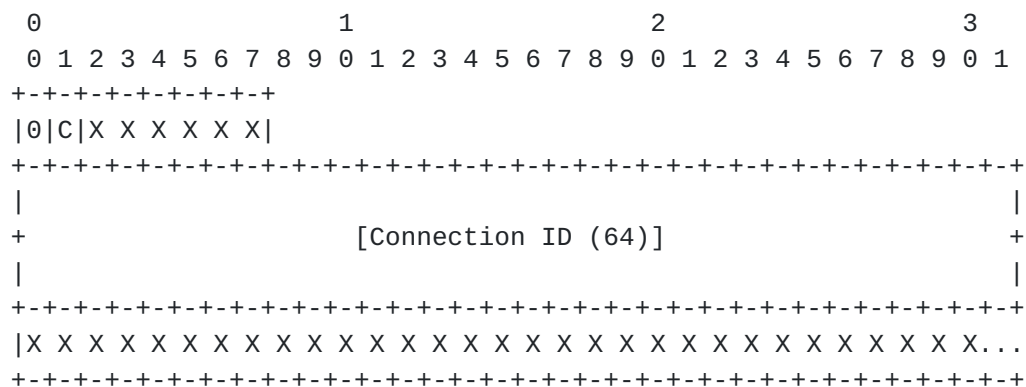 0                   1                   2                   3
 0 1 2 3 4 5 6 7 8 9 0 1 2 3 4 5 6 7 8 9 0 1 2 3 4 5 6 7 8 9 0 1
+-+-+-+-+-+-+-+-+
|0|C|X X X X X X|
+-+-+-+-+-+-+-+-+-+-+-+-+-+-+-+-+-+-+-+-+-+-+-+-+-+-+-+-+-+-+-+-+
|                                                               |
+                     [Connection ID (64)]                      +
|                                                               |
+-+-+-+-+-+-+-+-+-+-+-+-+-+-+-+-+-+-+-+-+-+-+-+-+-+-+-+-+-+-+-+-+
|X X X X X X X X X X X X X X X X X X X X X X X X X X X X X X X...
+-+-+-+-+-+-+-+-+-+-+-+-+-+-+-+-+-+-+-+-+-+-+-+-+-+-+-+-+-+-+-+-+